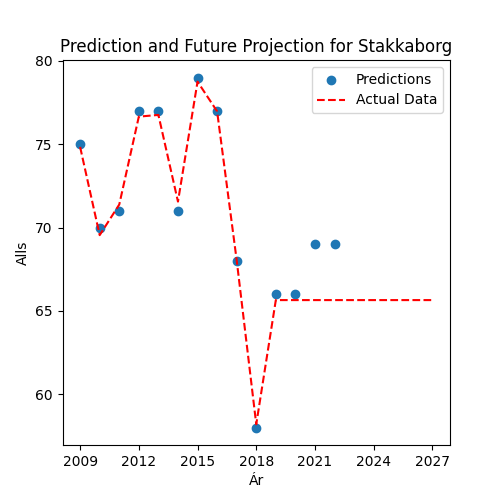 Prediction and Future Projection for Stakkaborg
Predictions
Actual Data
80
75
70
65
60
Alls
2009 2012 2015 2018 2021 2024 2027
Ár